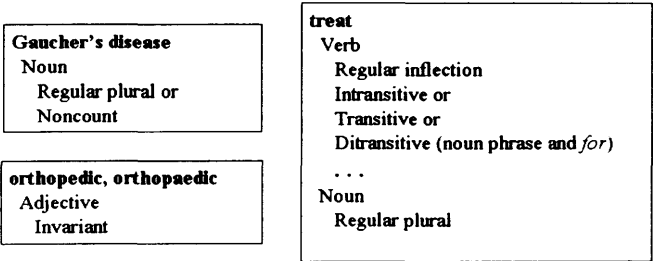 Gaucher's disease
Noun
Regular plural or
Noncount
orthopedic, orthopaedic
Adjective
Invariant
treat
Verb
Regular inflection
Intransitive or
Transitive or
Ditransitive (noun phrase and for)
. . .
Noun
Regular plural